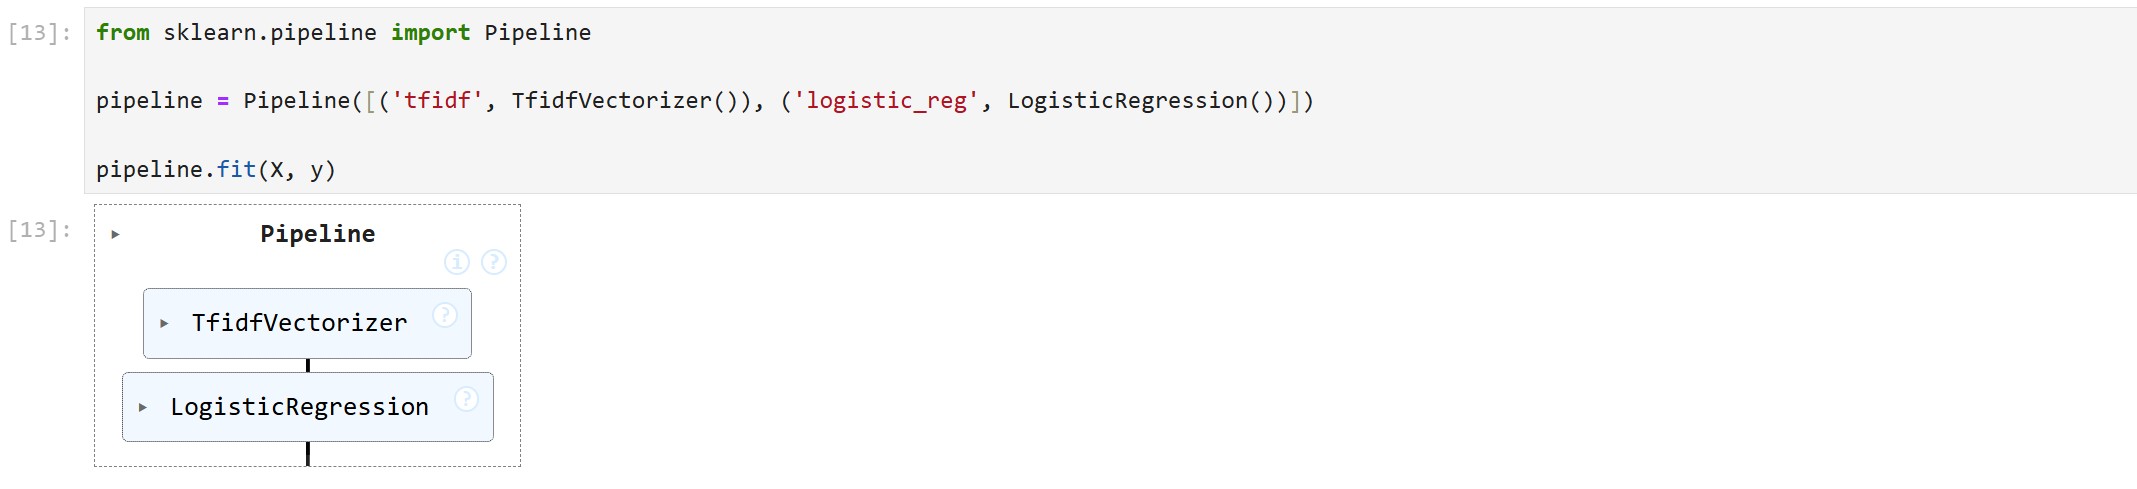 [13]: from sklearn.pipeline import Pipeline
pipeline = Pipeline([('tfidf', TfidfVectorizer()), ('logistic_reg', LogisticRegression())])
pipeline.fit(X, y)
[13]: ▸ Pipeline
i ?
▸ TfidfVectorizer ?
▸ LogisticRegression ?